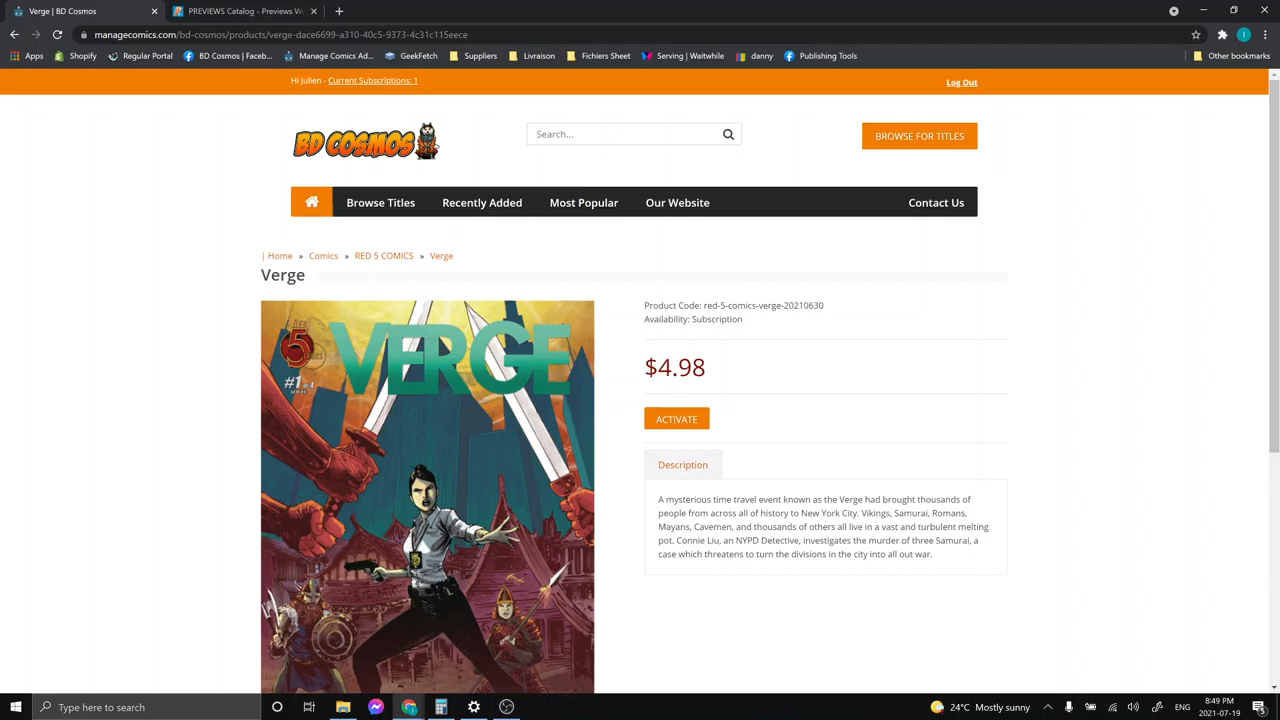 Verge - Welcome to BD Cosmos
PREVIEWS Catalog - PREVIEWS W
managecomics.com/bd-cosmos/products/verge-dace6699-a310-40c5-9373-4c31c115eece
Apps Shopify Regular Portal BD Cosmos | Faceb... Manage Comics Ad... GeekFetch Suppliers Livraison Fichiers Sheet Serving | Waitwhile danny Publishing Tools Other bookmarks
Hi Julien - Current Subscriptions: 1
Log Out
BD COSMOS
Search...
BROWSE FOR TITLES
Browse Titles Recently Added Most Popular Our Website Contact Us
| Home » Comics » RED 5 COMICS » Verge
Verge
RED
5
COMICS
#1 of 4
VERGE
Product Code: red-5-comics-verge-20210630
Availability: Subscription
$4.98
ACTIVATE
Description
A mysterious time travel event known as the Verge had brought thousands of
people from across all of history to New York City. Vikings, Samurai, Romans,
Mayans, Cavemen, and thousands of others all live in a vast and turbulent melting
pot. Connie Liu, an NYPD Detective, investigates the murder of three Samurai, a
case which threatens to turn the divisions in the city into all out war.
Type here to search
24°C Mostly sunny
ENG
8:49 PM
2021-07-19